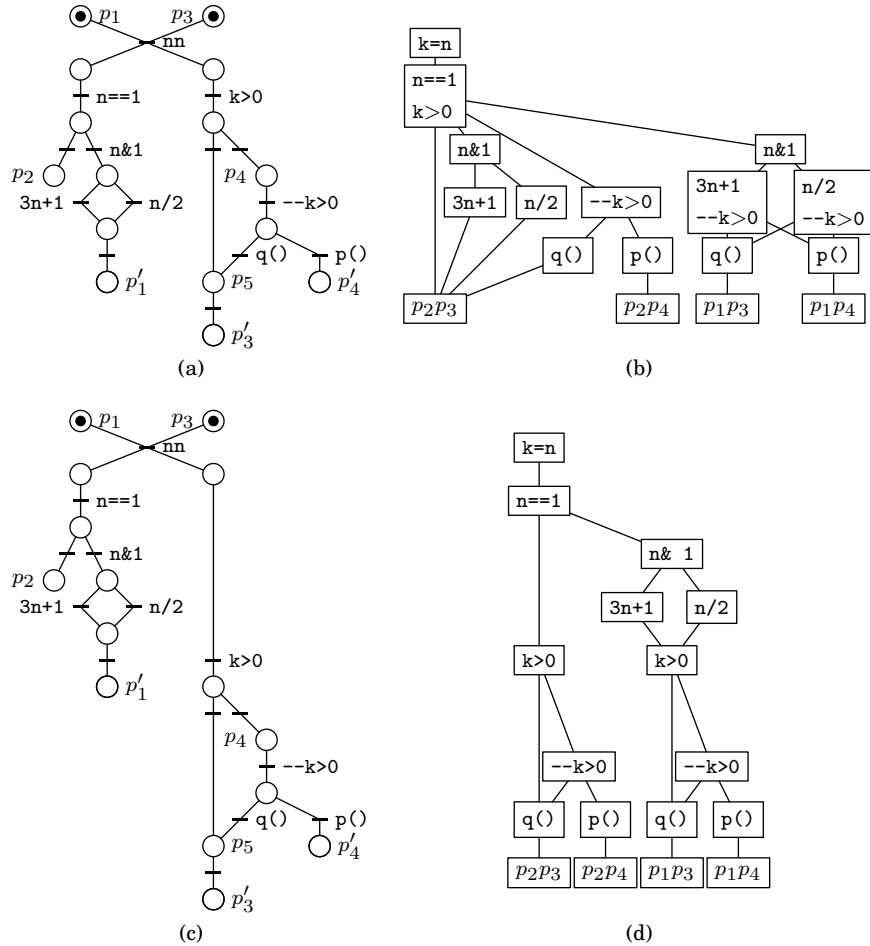 p₁ p₃
nn
n==1 k>0
p₂ n&1 p₄
3n+1 n/2 --k>0
q() p()
p′₁ p₅ p′₄
p′₃
(a)
k=n
n==1
k>0
n&1 n&1
3n+1 n/2 --k>0
3n+1 n/2
--k>0 --k>0
q() p() q() p()
p₂p₃ p₂p₄ p₁p₃ p₁p₄
(b)
p₁ p₃
nn
n==1
p₂ n&1
3n+1 n/2
k>0
p′₁
p₄
--k>0
q() p()
p₅ p′₄
p′₃
(c)
k=n
n==1
n& 1
3n+1 n/2
k>0 k>0
--k>0 --k>0
q() p() q() p()
p₂p₃ p₂p₄ p₁p₃ p₁p₄
(d)